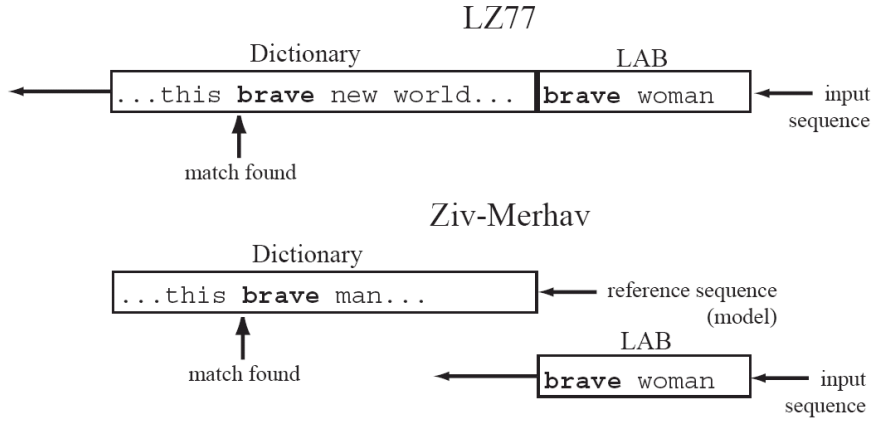 LZ77
Dictionary
LAB
...this brave new world...
brave woman
input
sequence
match found
Ziv-Merhav
Dictionary
...this brave man...
reference sequence
(model)
match found
LAB
brave woman
input
sequence